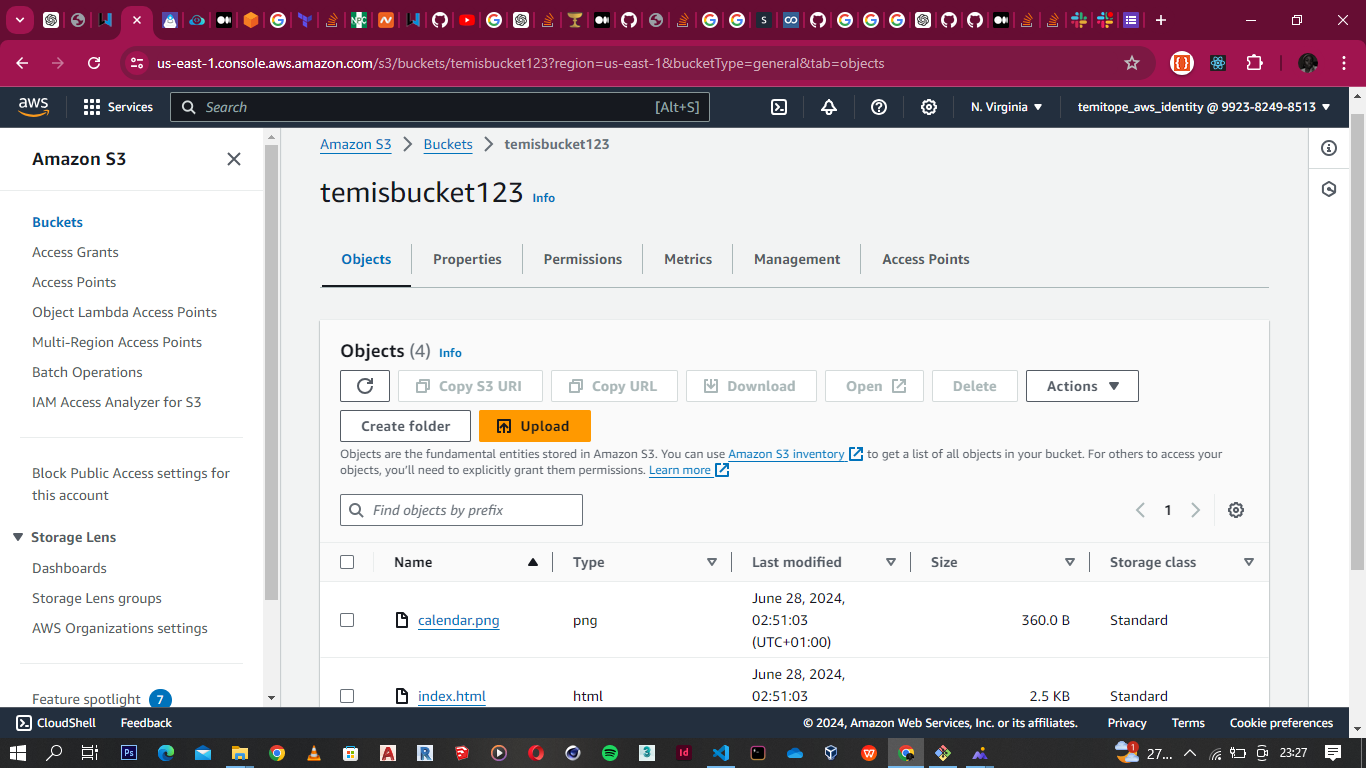 us-east-1.console.aws.amazon.com/s3/buckets/temisbucket123?region=us-east-1&bucketType=general&tab=objects
aws Services Search [Alt+S] N. Virginia temitope_aws_identity @ 9923-8249-8513
Amazon S3
Buckets
Access Grants
Access Points
Object Lambda Access Points
Multi-Region Access Points
Batch Operations
IAM Access Analyzer for S3
Block Public Access settings for
this account
Storage Lens
Dashboards
Storage Lens groups
AWS Organizations settings
Feature spotlight 7
Amazon S3 Buckets temisbucket123
temisbucket123 Info
Objects Properties Permissions Metrics Management Access Points
Objects (4) Info
Copy S3 URI Copy URL Download Open Delete Actions
Create folder Upload
Objects are the fundamental entities stored in Amazon S3. You can use Amazon S3 inventory to get a list of all objects in your bucket. For others to access your
objects, you'll need to explicitly grant them permissions. Learn more
Find objects by prefix 1
Name Type Last modified Size Storage class
calendar.png png June 28, 2024, 02:51:03 (UTC+01:00) 360.0 B Standard
index.html html June 28, 2024, 02:51:03 2.5 KB Standard
CloudShell Feedback © 2024, Amazon Web Services, Inc. or its affiliates. Privacy Terms Cookie preferences
27... 23:27